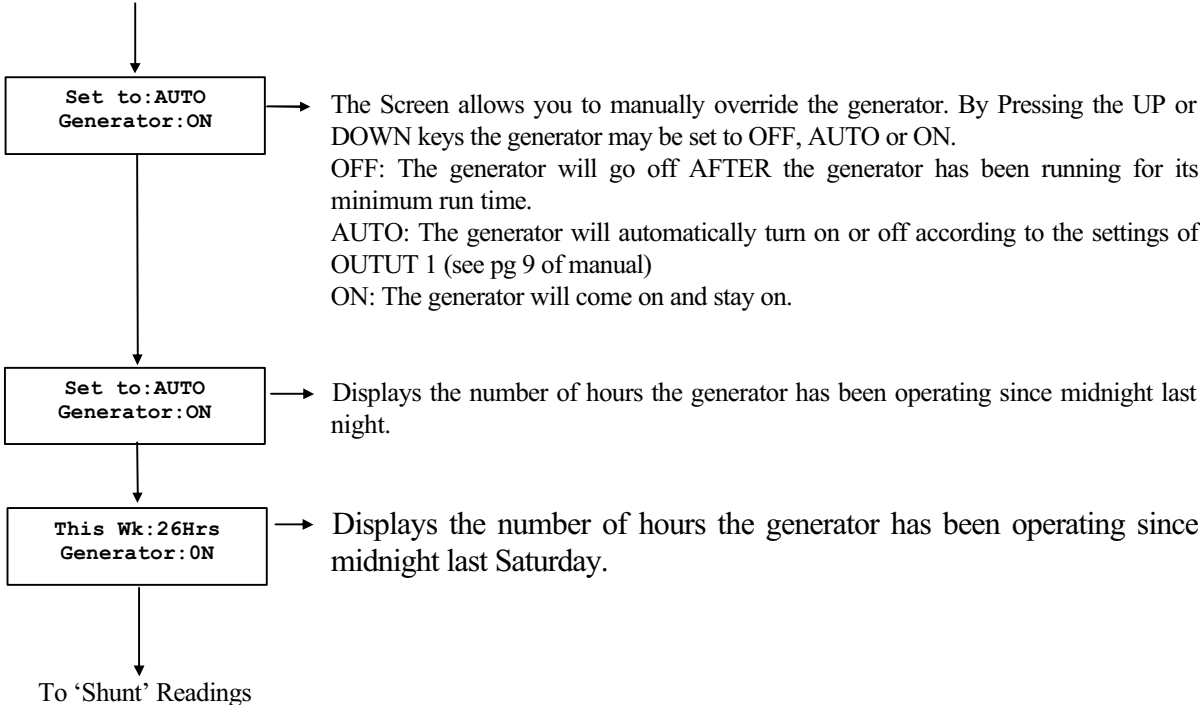 Set to:AUTO
Generator:ON
The Screen allows you to manually override the generator. By Pressing the UP or
DOWN keys the generator may be set to OFF, AUTO or ON.
OFF: The generator will go off AFTER the generator has been running for its
minimum run time.
AUTO: The generator will automatically turn on or off according to the settings of
OUTUT 1 (see pg 9 of manual)
ON: The generator will come on and stay on.
Set to:AUTO
Generator:ON
Displays the number of hours the generator has been operating since midnight last
night.
This Wk:26Hrs
Generator:0N
Displays the number of hours the generator has been operating since
midnight last Saturday.
To ‘Shunt’ Readings